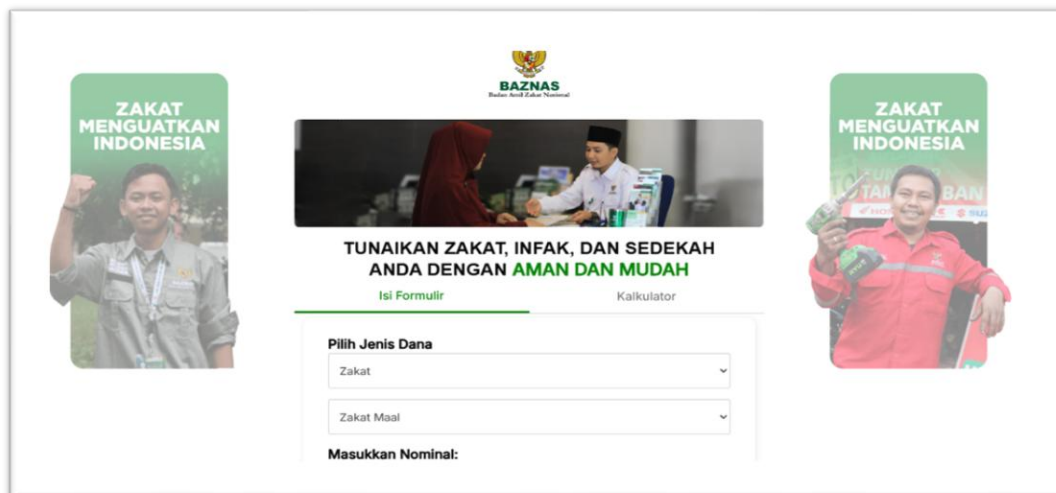 BAZNAS
Badan Amil Zakat Nasional
ZAKAT
MENGUATKAN
INDONESIA
ZAKAT
MENGUATKAN
INDONESIA
TUNAIKAN ZAKAT, INFAK, DAN SEDEKAH
ANDA DENGAN AMAN DAN MUDAH
Isi Formulir
Kalkulator
Pilih Jenis Dana
Zakat
Zakat Maal
Masukkan Nominal: